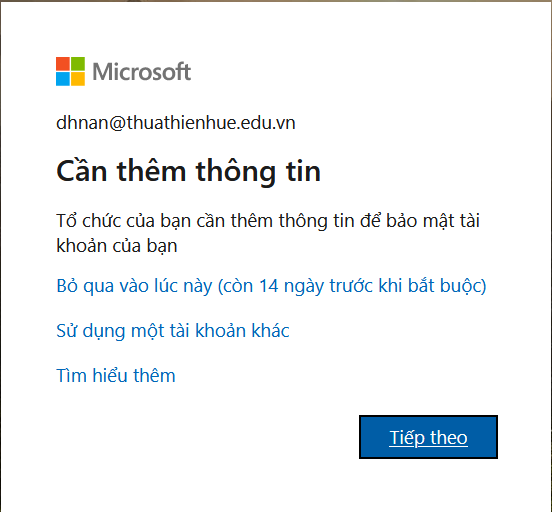 Microsoft
dhnan@thuathienhue.edu.vn
Cần thêm thông tin
Tổ chức của bạn cần thêm thông tin để bảo mật tài
khoản của bạn
Bỏ qua vào lúc này (còn 14 ngày trước khi bắt buộc)
Sử dụng một tài khoản khác
Tìm hiểu thêm
Tiếp theo